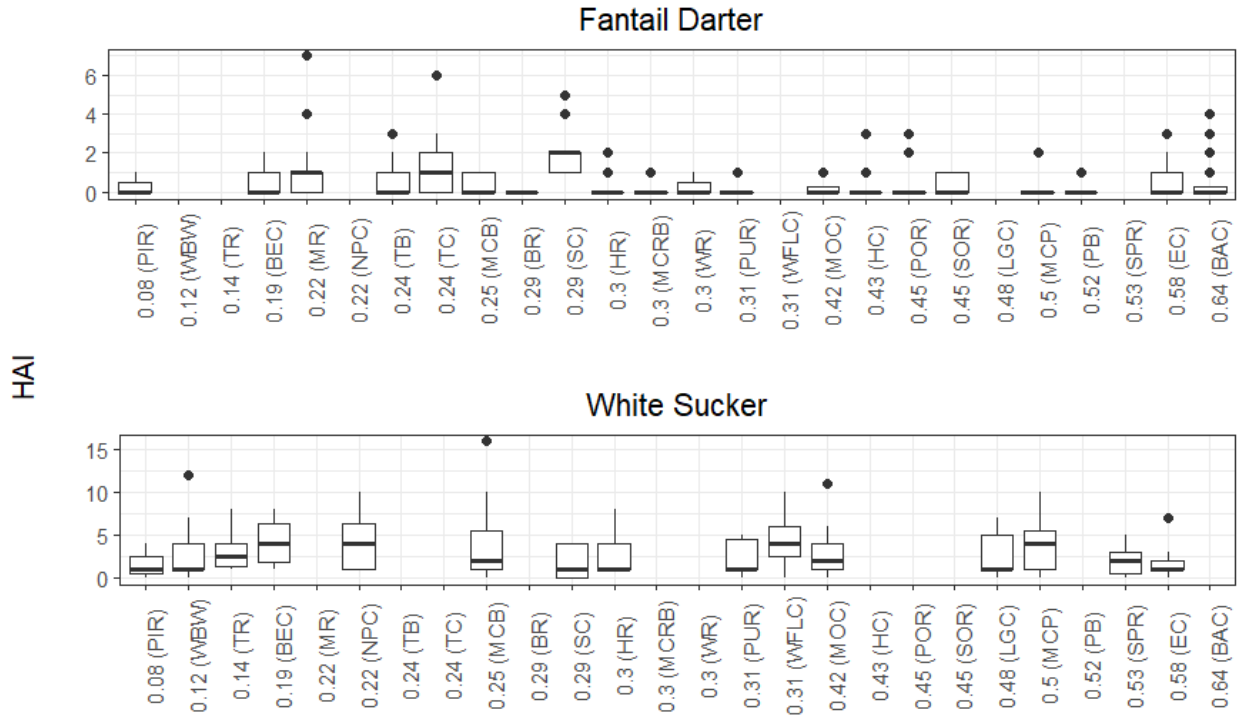 Fantail Darter
6
4
2
0
0.08 (PIR)
0.12 (WBW)
0.14 (TR)
0.19 (BEC)
0.22 (MR)
0.22 (NPC)
0.24 (TB)
0.24 (TC)
0.25 (MCB)
0.29 (BR)
0.29 (SC)
0.3 (HR)
0.3 (MCRB)
0.3 (WR)
0.31 (PUR)
0.31 (WFLC)
0.42 (MOC)
0.43 (HC)
0.45 (POR)
0.45 (SOR)
0.48 (LGC)
0.5 (MCP)
0.52 (PB)
0.53 (SPR)
0.58 (EC)
0.64 (BAC)
HAI
White Sucker
15
10
5
0
0.08 (PIR)
0.12 (WBW)
0.14 (TR)
0.19 (BEC)
0.22 (MR)
0.22 (NPC)
0.24 (TB)
0.24 (TC)
0.25 (MCB)
0.29 (BR)
0.29 (SC)
0.3 (HR)
0.3 (MCRB)
0.3 (WR)
0.31 (PUR)
0.31 (WFLC)
0.42 (MOC)
0.43 (HC)
0.45 (POR)
0.45 (SOR)
0.48 (LGC)
0.5 (MCP)
0.52 (PB)
0.53 (SPR)
0.58 (EC)
0.64 (BAC)